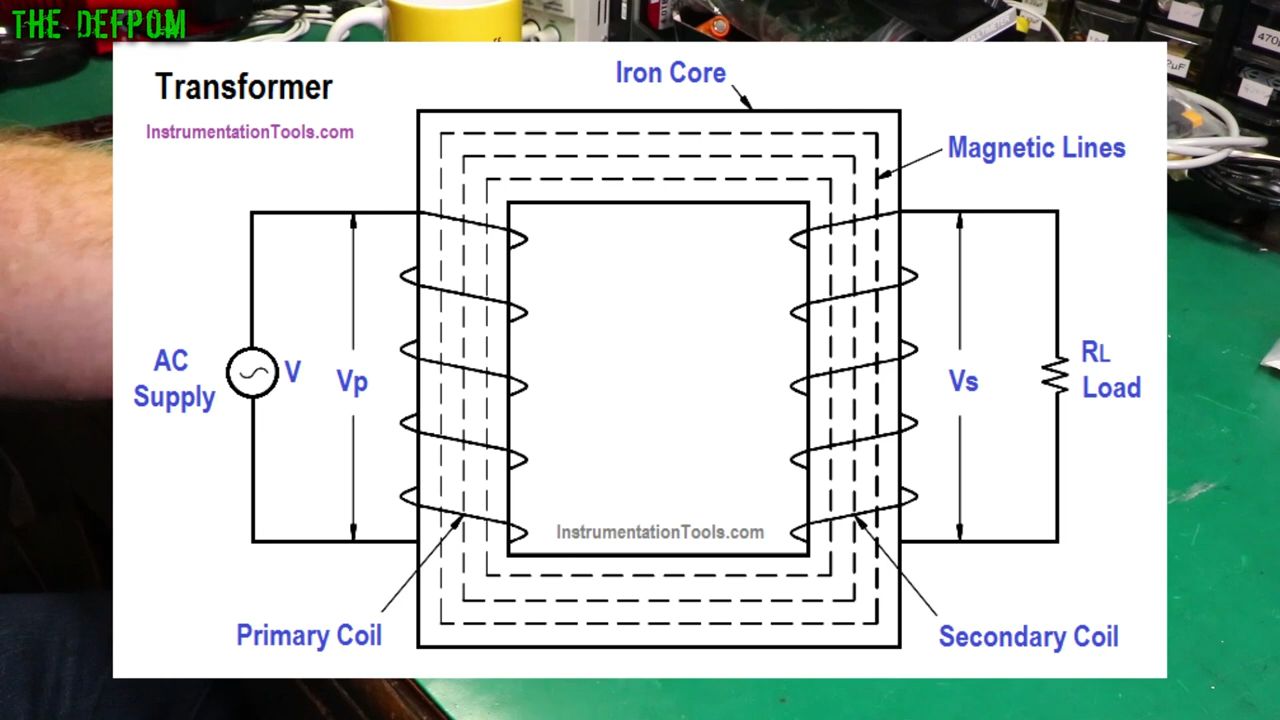 THE DEFPOM
Transformer
InstrumentationTools.com
Iron Core
Magnetic Lines
AC
Supply
V
Vp
Vs
RL
Load
InstrumentationTools.com
Primary Coil
Secondary Coil
470